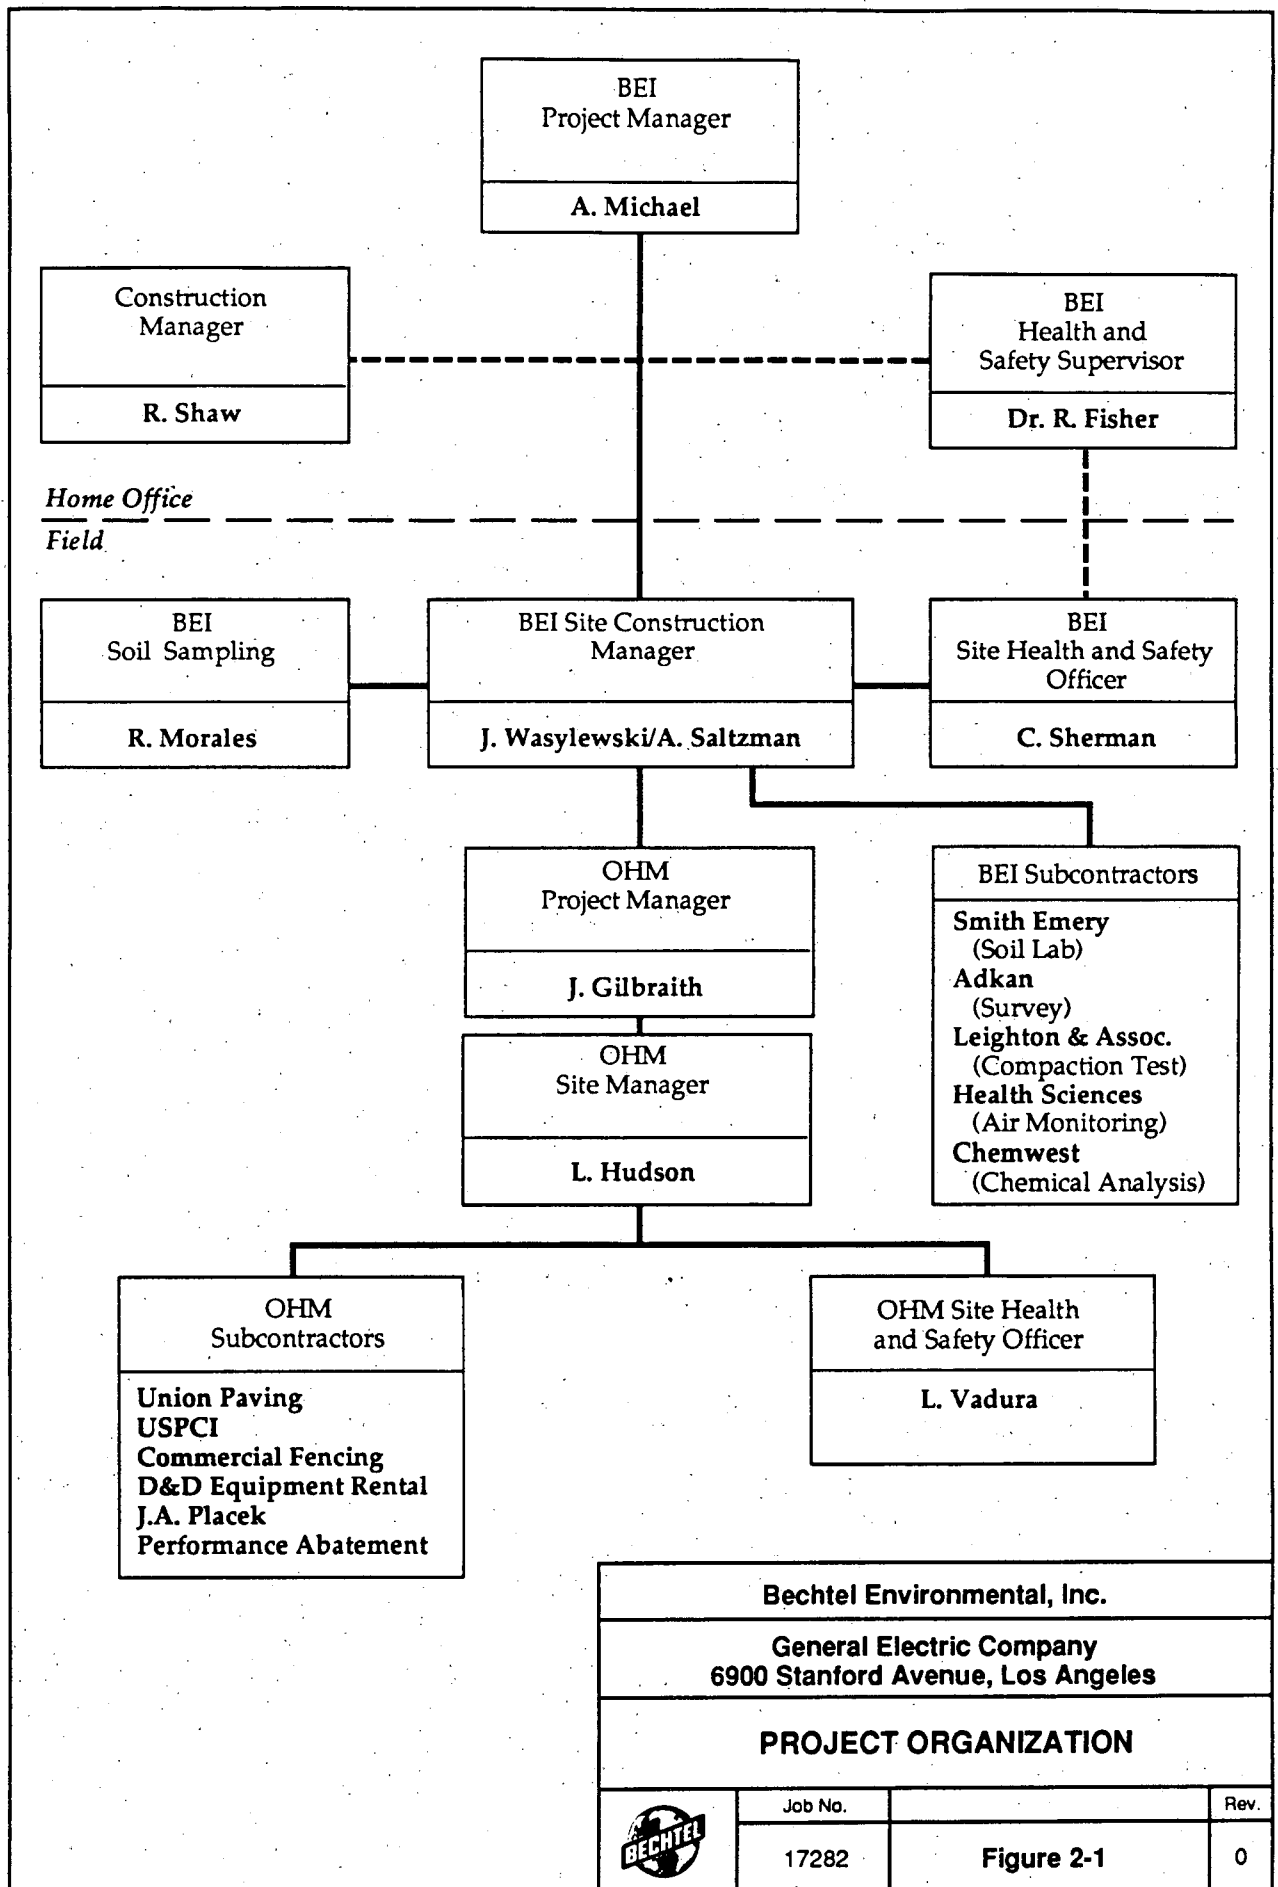 BEI
Project Manager
A. Michael
Construction
Manager
R. Shaw
BEI
Health and
Safety Supervisor
Dr. R. Fisher
Home Office
Field
BEI
Soil Sampling
R. Morales
BEI Site Construction
Manager
J. Wasylewski/A. Saltzman
BEI
Site Health and Safety
Officer
C. Sherman
OHM
Project Manager
J. Gilbraith
BEI Subcontractors
Smith Emery
(Soil Lab)
Adkan
(Survey)
Leighton & Assoc.
(Compaction Test)
Health Sciences
(Air Monitoring)
Chemwest
(Chemical Analysis)
OHM
Site Manager
L. Hudson
OHM
Subcontractors
Union Paving
USPCI
Commercial Fencing
D&D Equipment Rental
J.A. Placek
Performance Abatement
OHM Site Health
and Safety Officer
L. Vadura
Bechtel Environmental, Inc.
General Electric Company
6900 Stanford Avenue, Los Angeles
PROJECT ORGANIZATION
BECHTEL
Job No.
17282
Figure 2-1
Rev.
0